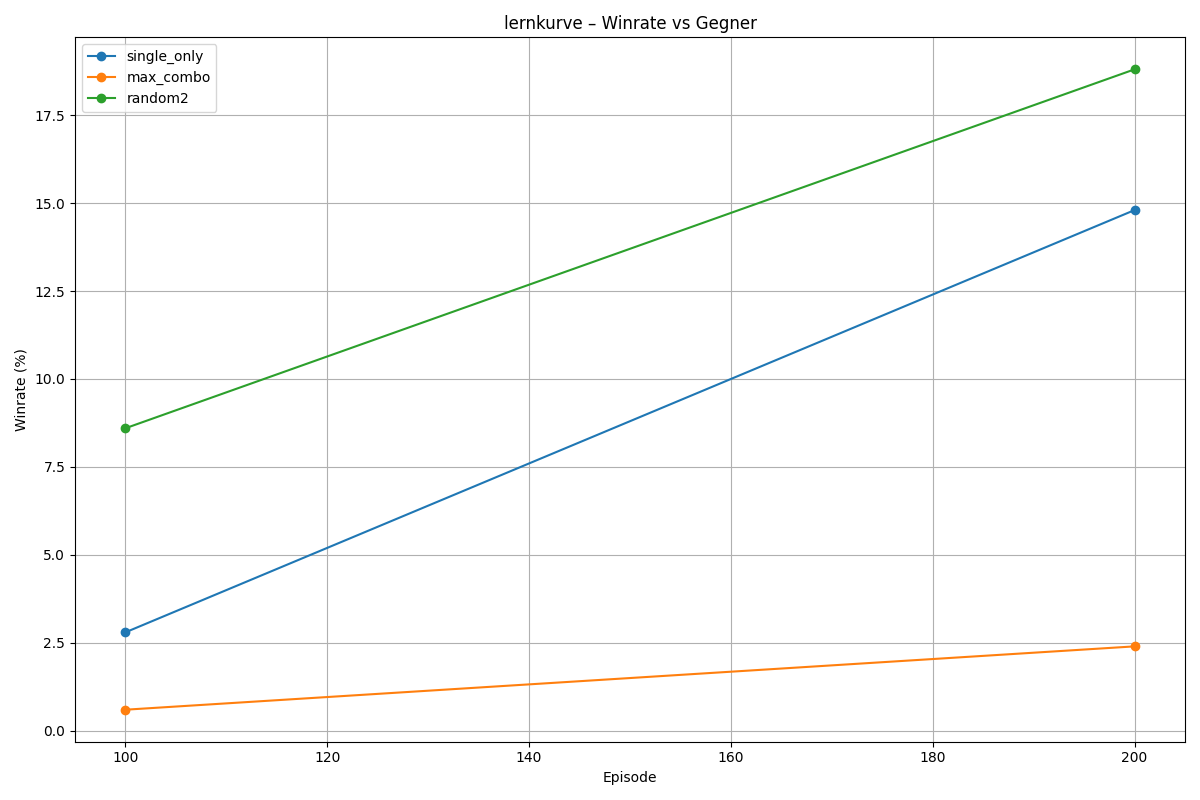 lernkurve – Winrate vs Gegner
single_only
max_combo
random2
Winrate (%)
17.5
15.0
12.5
10.0
7.5
5.0
2.5
0.0
100 120 140 160 180 200
Episode